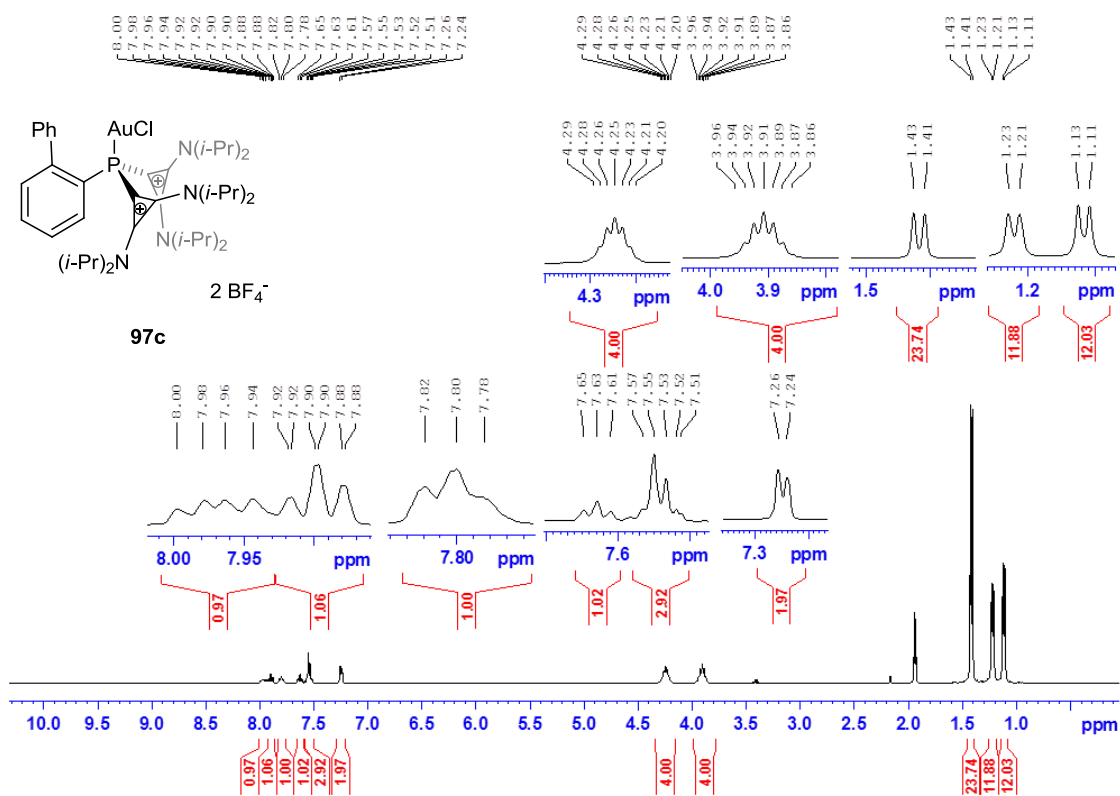 8.00 7.98 7.96 7.94 7.92 7.92 7.90 7.90 7.88 7.88 7.82 7.80 7.78 7.65 7.63 7.61 7.57 7.55 7.53 7.52 7.51 7.26 7.24
4.29 4.28 4.26 4.25 4.23 4.21 4.20 3.96 3.94 3.92 3.91 3.89 3.87 3.86
1.43 1.41 1.23 1.21 1.13 1.11
Ph
AuCl
P
N(i-Pr)2
N(i-Pr)2
N(i-Pr)2
(i-Pr)2N
2 BF4-
97c
4.29 4.28 4.26 4.25 4.23 4.21 4.20
3.96 3.94 3.92 3.91 3.89 3.87 3.86
1.43 1.41
1.23 1.21
1.13 1.11
4.3 ppm
4.0 3.9 ppm
1.5 ppm
1.2 ppm
4.00
4.00
23.74
11.88
12.03
8.00 7.98 7.96 7.94 7.92 7.92 7.90 7.90 7.88 7.88
7.82 7.80 7.78
7.65 7.63 7.61 7.57 7.55 7.53 7.52 7.51
7.26 7.24
8.00 7.95 ppm
7.80 ppm
7.6 ppm
7.3 ppm
0.97
1.06
1.00
1.02
2.92
1.97
10.0 9.5 9.0 8.5 8.0 7.5 7.0 6.5 6.0 5.5 5.0 4.5 4.0 3.5 3.0 2.5 2.0 1.5 1.0 ppm
0.97 1.06 1.00 1.02 2.92 1.97 4.00 4.00 23.74 11.88 12.03